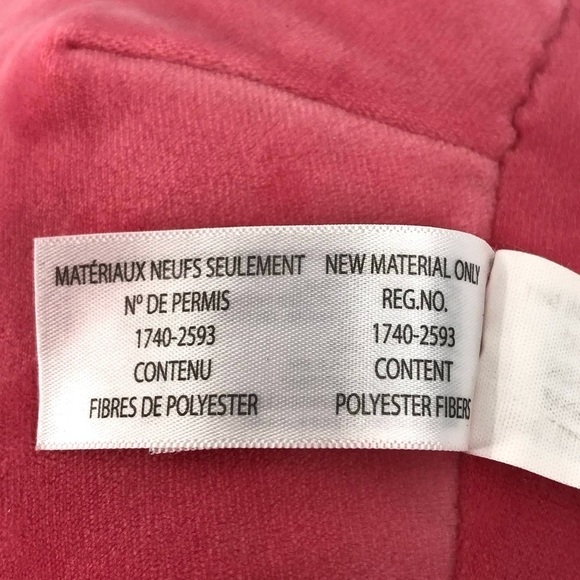 MATÉRIAUX NEUFS SEULEMENT
Nº DE PERMIS
1740-2593
CONTENU
FIBRES DE POLYESTER
NEW MATERIAL ONLY
REG.NO.
1740-2593
CONTENT
POLYESTER FIBERS